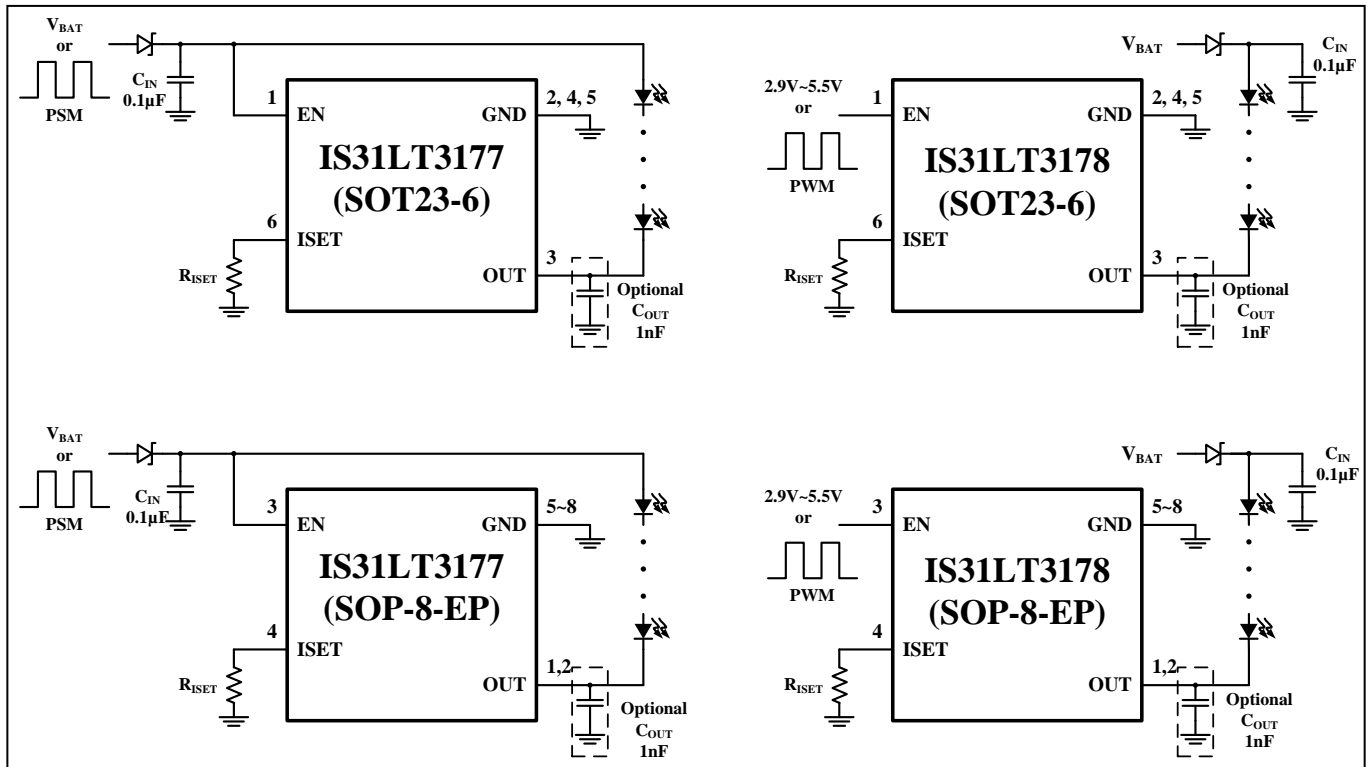 VBAT
or
PSM
CIN
0.1µF
1
EN
2, 4, 5
GND
IS31LT3177
(SOT23-6)
6
ISET
RISET
3
OUT
Optional
COUT
1nF
VBAT
CIN
0.1µF
2.9V~5.5V
or
PWM
1
EN
2, 4, 5
GND
IS31LT3178
(SOT23-6)
6
ISET
RISET
3
OUT
Optional
COUT
1nF
VBAT
or
PSM
CIN
0.1µF
3
EN
5~8
GND
IS31LT3177
(SOP-8-EP)
4
ISET
RISET
1,2
OUT
Optional
COUT
1nF
VBAT
CIN
0.1µF
2.9V~5.5V
or
PWM
3
EN
5~8
GND
IS31LT3178
(SOP-8-EP)
4
ISET
RISET
1,2
OUT
Optional
COUT
1nF